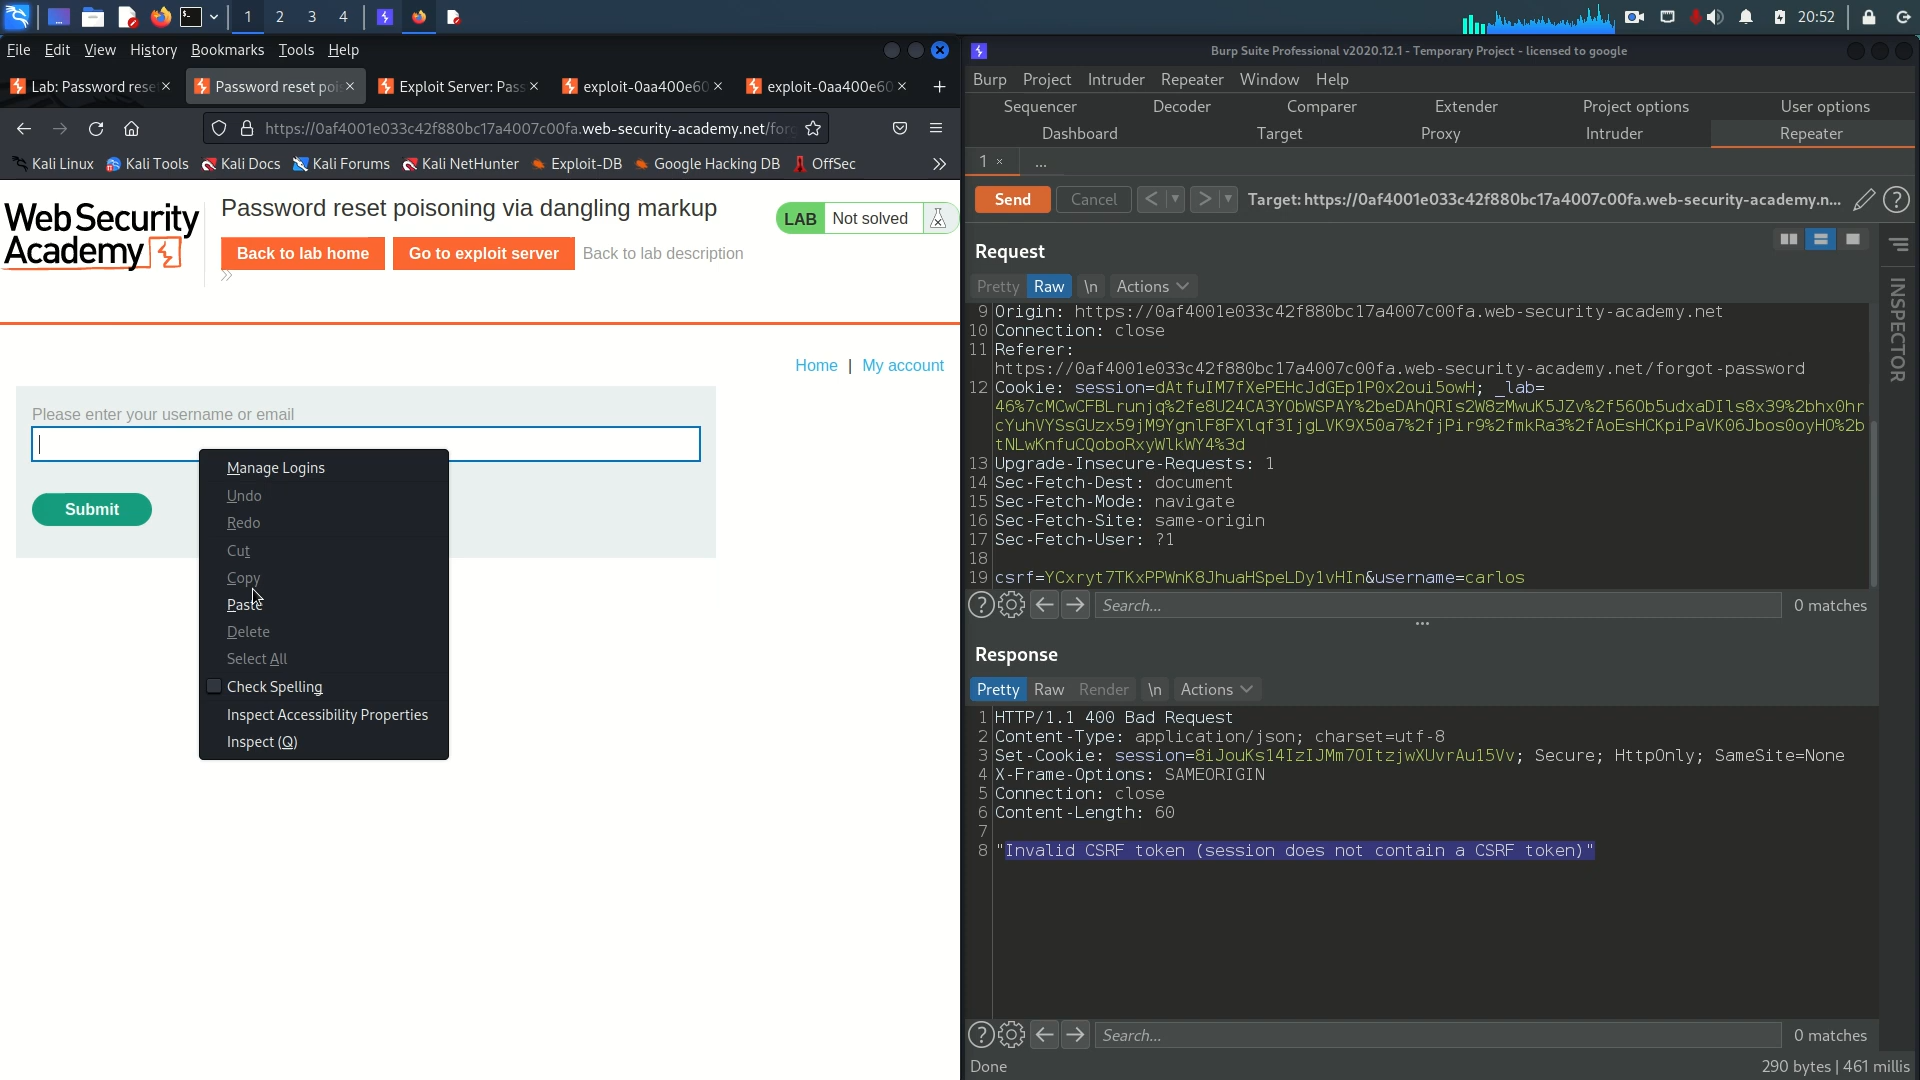 1 2 3 4 20:52
File Edit View History Bookmarks Tools Help
Lab: Password rese Password reset poi Exploit Server: Pas exploit-0aa400e60 exploit-0aa400e60
https://0af4001e033c42f880bc17a4007c00fa.web-security-academy.net/forg
Kali Linux Kali Tools Kali Docs Kali Forums Kali NetHunter Exploit-DB Google Hacking DB OffSec
WebSecurity
Academy
Password reset poisoning via dangling markup
LAB Not solved
Back to lab home Go to exploit server Back to lab description
Home | My account
Please enter your username or email
Submit
Manage Logins
Undo
Redo
Cut
Copy
Paste
Delete
Select All
Check Spelling
Inspect Accessibility Properties
Inspect (Q)
Burp Suite Professional v2020.12.1 - Temporary Project - licensed to google
Burp Project Intruder Repeater Window Help
Sequencer Decoder Comparer Extender Project options User options
Dashboard Target Proxy Intruder Repeater
1 × ...
Send Cancel Target: https://0af4001e033c42f880bc17a4007c00fa.web-security-academy.n...
Request
Pretty Raw \n Actions
INSPECTOR
9 Origin: https://0af4001e033c42f880bc17a4007c00fa.web-security-academy.net
10 Connection: close
11 Referer:
https://0af4001e033c42f880bc17a4007c00fa.web-security-academy.net/forgot-password
12 Cookie: session=dAtfuIM7fXePEHcJdGEp1P0x2oui5owH; _lab=
46%7cMCwCFBLrunjq%2fe8U24CA3YObWSPAY%2beDAhQRIs2W8zMwuK5JZv%2f56Ob5udxaDIls8x39%2bhx0hr
cYuhVYSsGUzx59jM9YgnlF8FXlqf3IjgLVK9X50a7%2fjPir9%2fmkRa3%2fAoEsHCKpiPaVK06Jbos0oyHO%2b
tNLwKnfuCQoboRxyWlkWY4%3d
13 Upgrade-Insecure-Requests: 1
14 Sec-Fetch-Dest: document
15 Sec-Fetch-Mode: navigate
16 Sec-Fetch-Site: same-origin
17 Sec-Fetch-User: ?1
18
19 csrf=YCxryt7TKxPPWnK8JhuaHSpeLDy1vHIn&username=carlos
Search... 0 matches
Response
Pretty Raw Render \n Actions
1 HTTP/1.1 400 Bad Request
2 Content-Type: application/json; charset=utf-8
3 Set-Cookie: session=8iJouKs14IzIJMm7OItzjwXUvrAu15Vv; Secure; HttpOnly; SameSite=None
4 X-Frame-Options: SAMEORIGIN
5 Connection: close
6 Content-Length: 60
7
8 "Invalid CSRF token (session does not contain a CSRF token)"
Search... 0 matches
Done 290 bytes | 461 millis